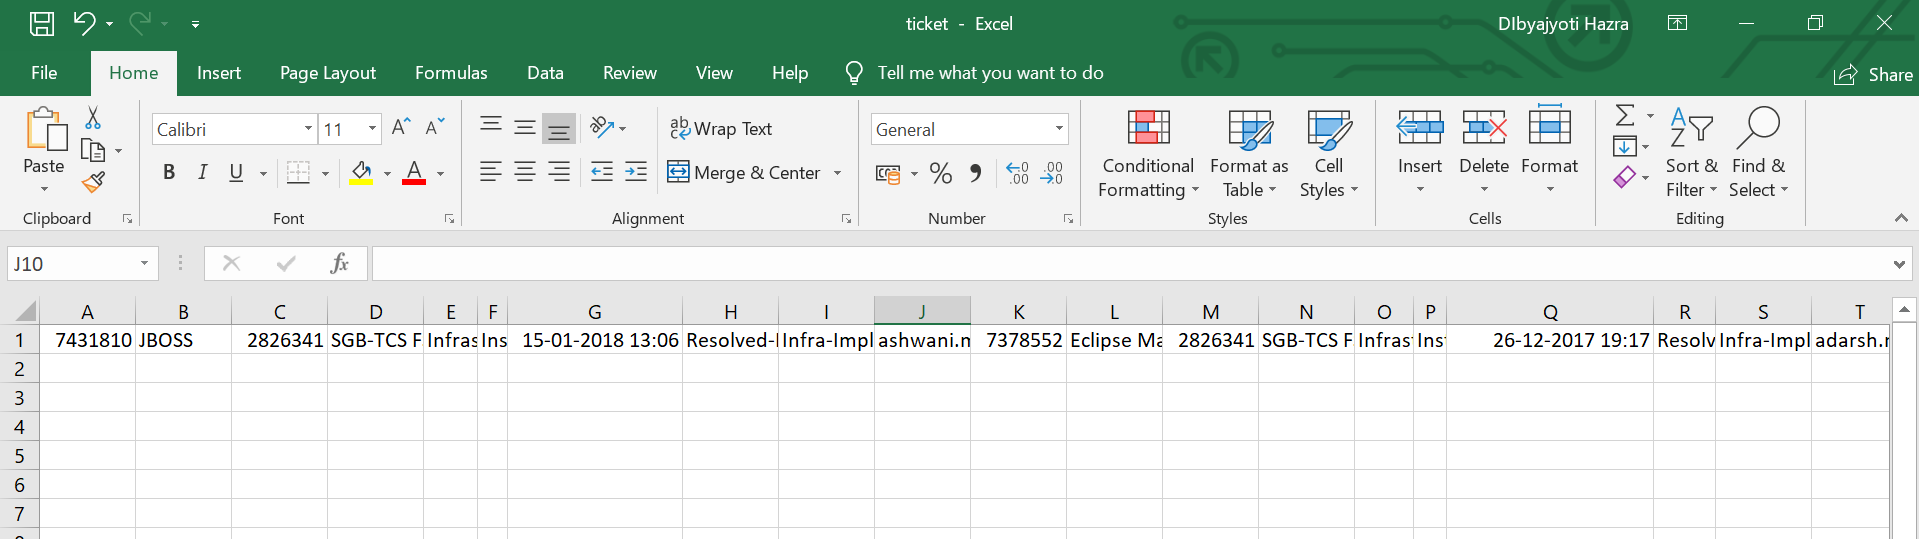 ticket - Excel
DIbyajyoti Hazra
File Home Insert Page Layout Formulas Data Review View Help Tell me what you want to do Share
Paste
Clipboard
Calibri 11
B I U A
Font
Wrap Text
Merge & Center
Alignment
General
% , .00 .0
Number
Conditional Formatting
Format as Table
Cell Styles
Styles
Insert Delete Format
Cells
Sort & Filter
Find & Select
Editing
J10 fx
A B C D E F G H I J K L M N O P Q R S T
1 7431810 JBOSS 2826341 SGB-TCS F Infras Ins 15-01-2018 13:06 Resolved- Infra-Impl ashwani.m 7378552 Eclipse Ma 2826341 SGB-TCS F Infras Ins 26-12-2017 19:17 Resolv Infra-Impl adarsh.
2
3
4
5
6
7